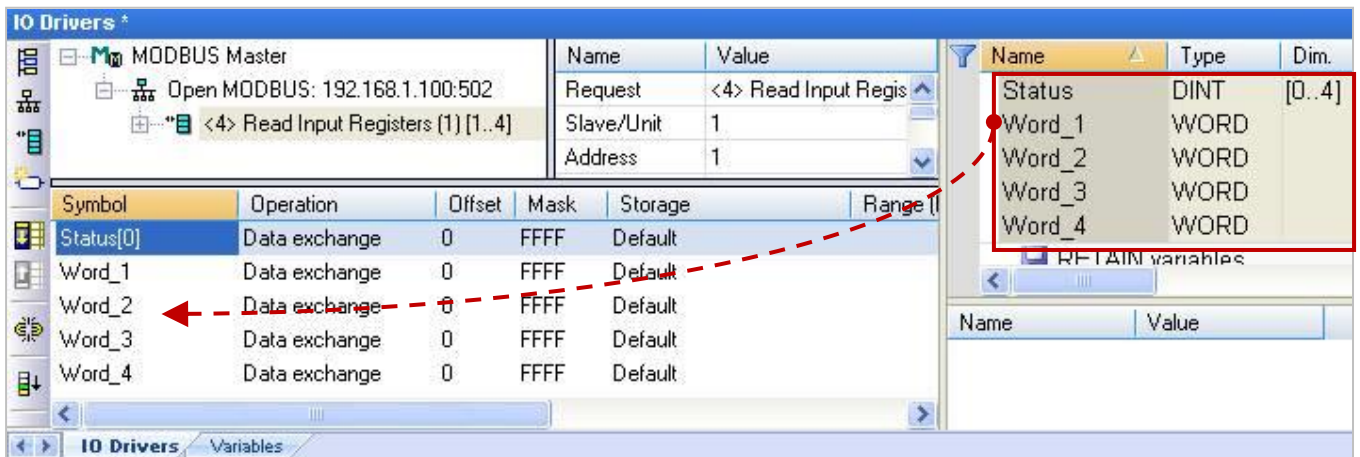 IO Drivers *
MODBUS Master
Open MODBUS: 192.168.1.100:502
<4> Read Input Registers (1) [1..4]
Name Value
Request <4> Read Input Regis
Slave/Unit 1
Address 1
Symbol Operation Offset Mask Storage Range (
Status[0] Data exchange 0 FFFF Default
Word_1 Data exchange 0 FFFF Default
Word_2 Data exchange 0 FFFF Default
Word_3 Data exchange 0 FFFF Default
Word_4 Data exchange 0 FFFF Default
Name Type Dim.
Status DINT [0..4]
Word_1 WORD
Word_2 WORD
Word_3 WORD
Word_4 WORD
RETAIN variables
Name Value
IO Drivers Variables